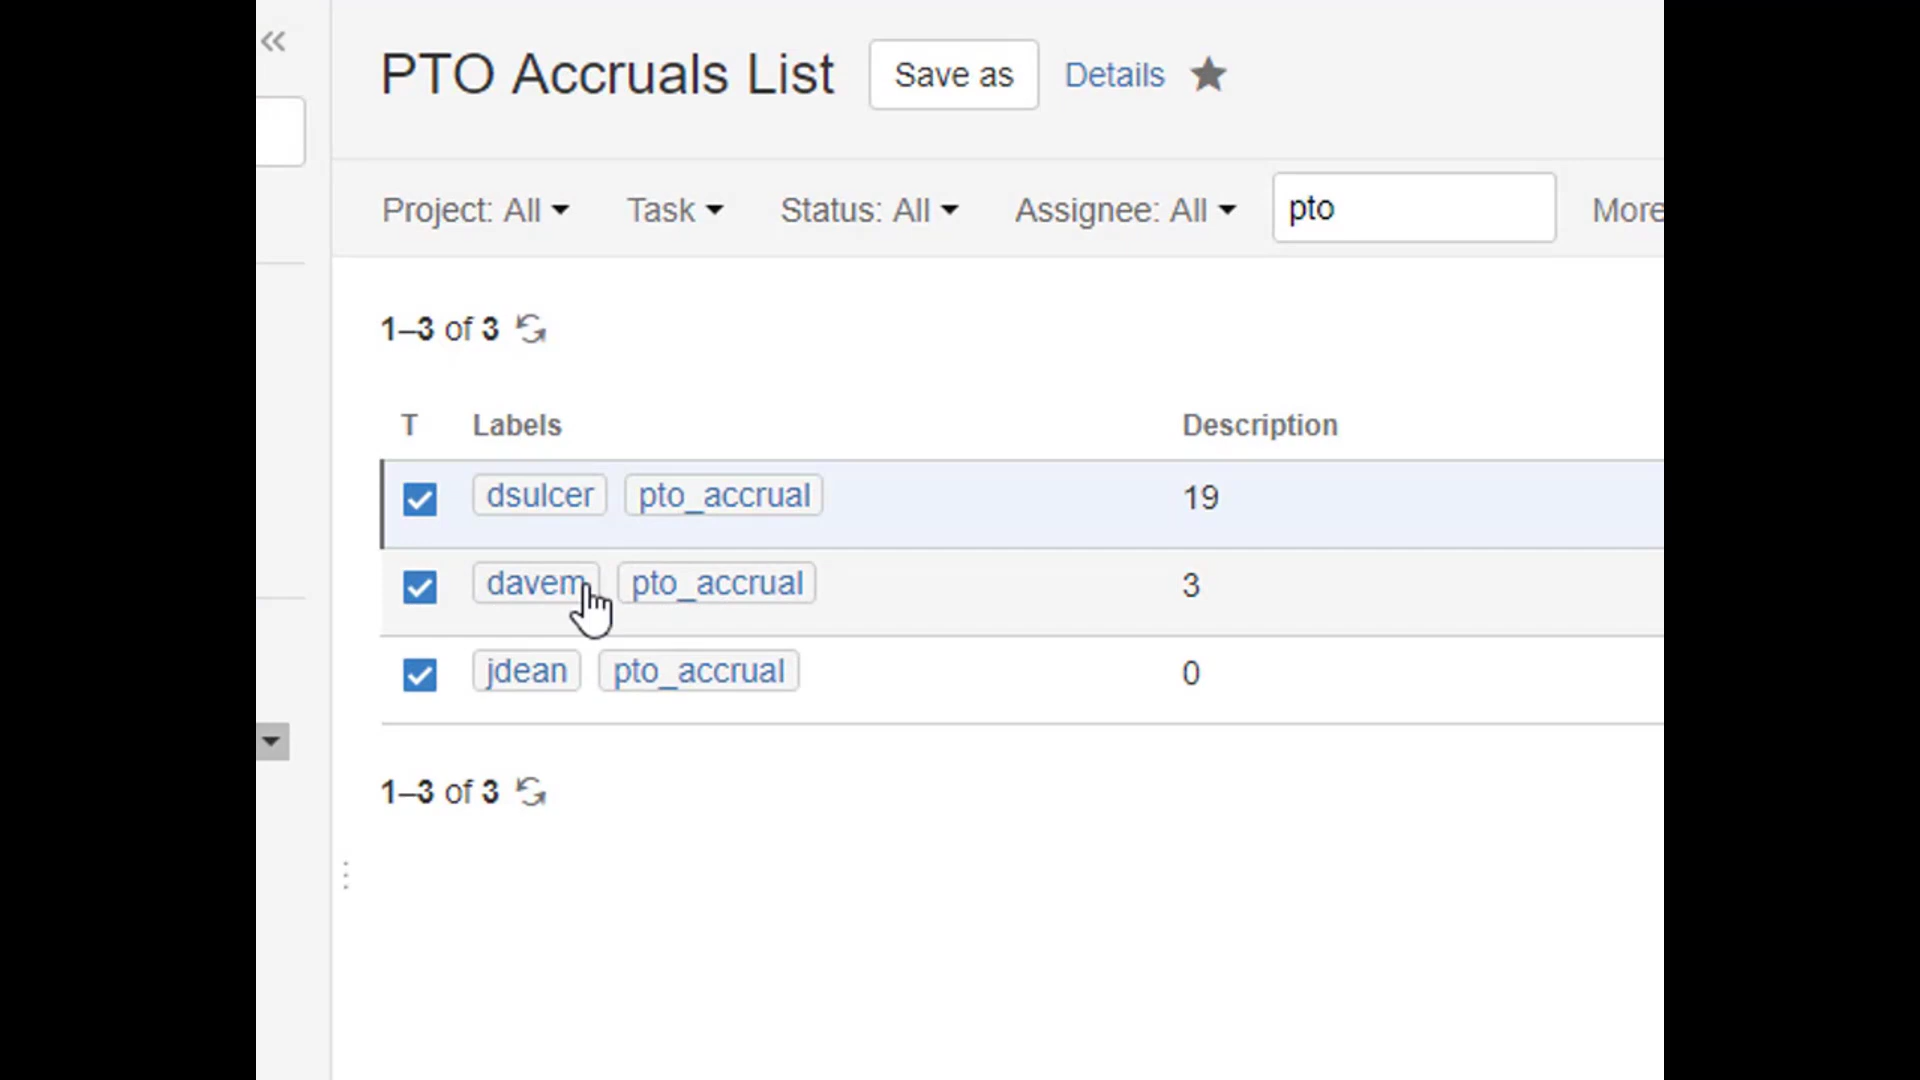 PTO Accruals List Save as Details
Project: All Task Status: All Assignee: All pto More
1–3 of 3
T Labels Description
dsulcer pto_accrual 19
davem pto_accrual 3
jdean pto_accrual 0
1–3 of 3